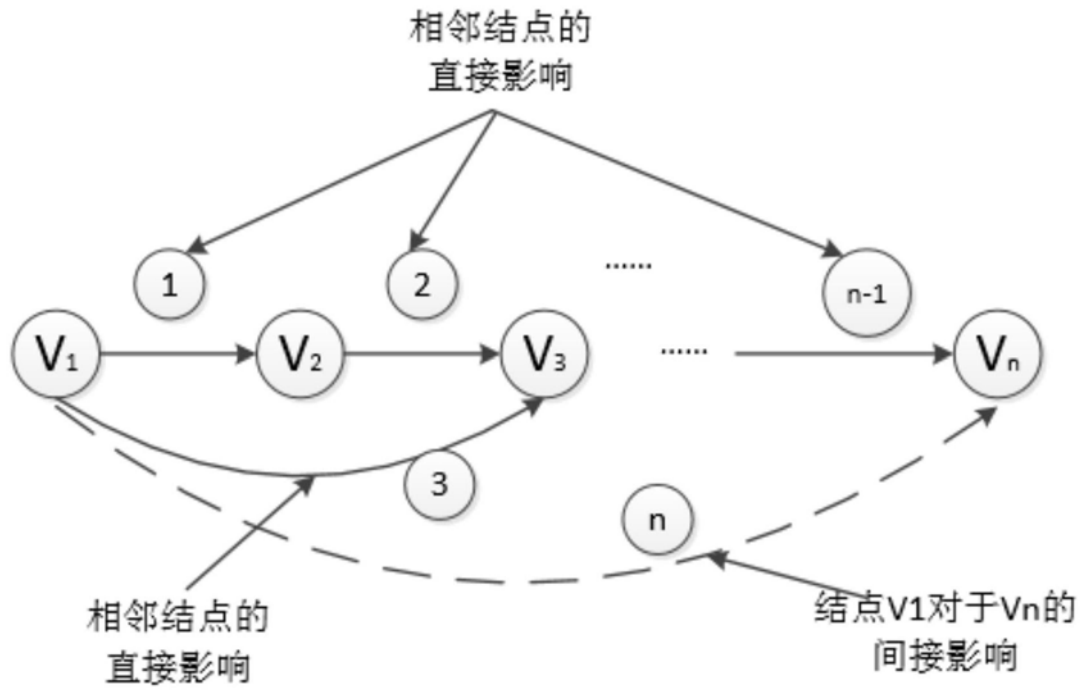 相邻结点的
直接影响
1
2
......
n-1
V1
V2
V3
......
Vn
3
n
相邻结点的
直接影响
结点V1对于Vn的
间接影响